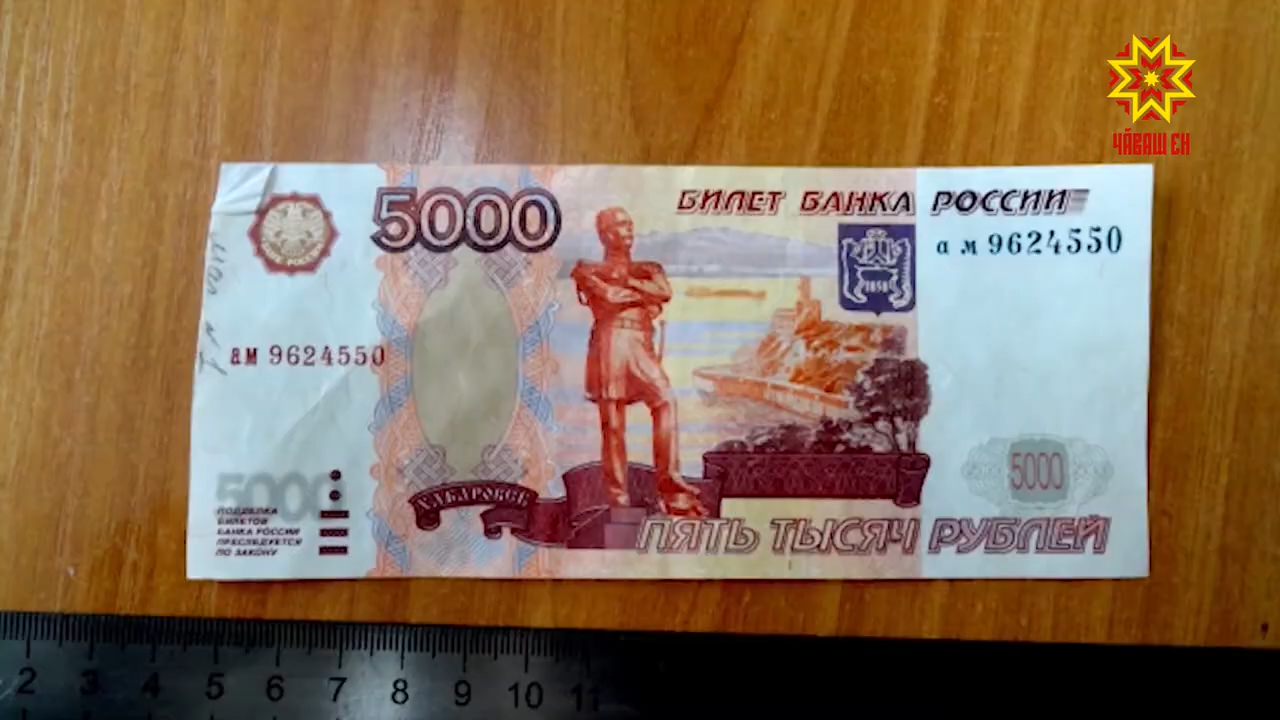 ЧӐВАШ ЕН
5000
БИЛЕТ БАНКА РОССИИ
ам 9624550
ам 9624550
ХАБАРОВСК
5000
5000
ПОДДЕЛКА
БИЛЕТОВ
БАНКА РОССИИ
ПРЕСЛЕДУЕТСЯ
ПО ЗАКОНУ
ПЯТЬ ТЫСЯЧ РУБЛЕЙ
2 3 4 5 6 7 8 9 10 11